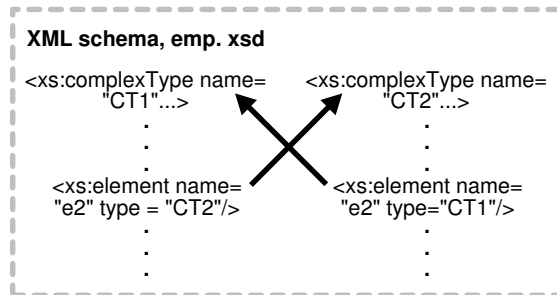 XML schema, emp. xsd
<xs:complexType name=
"CT1"...>
.
.
.
<xs:element name=
"e2" type = "CT2"/>
.
.
.
<xs:complexType name=
"CT2"...>
.
.
.
<xs:element name=
"e2" type="CT1"/>
.
.
.